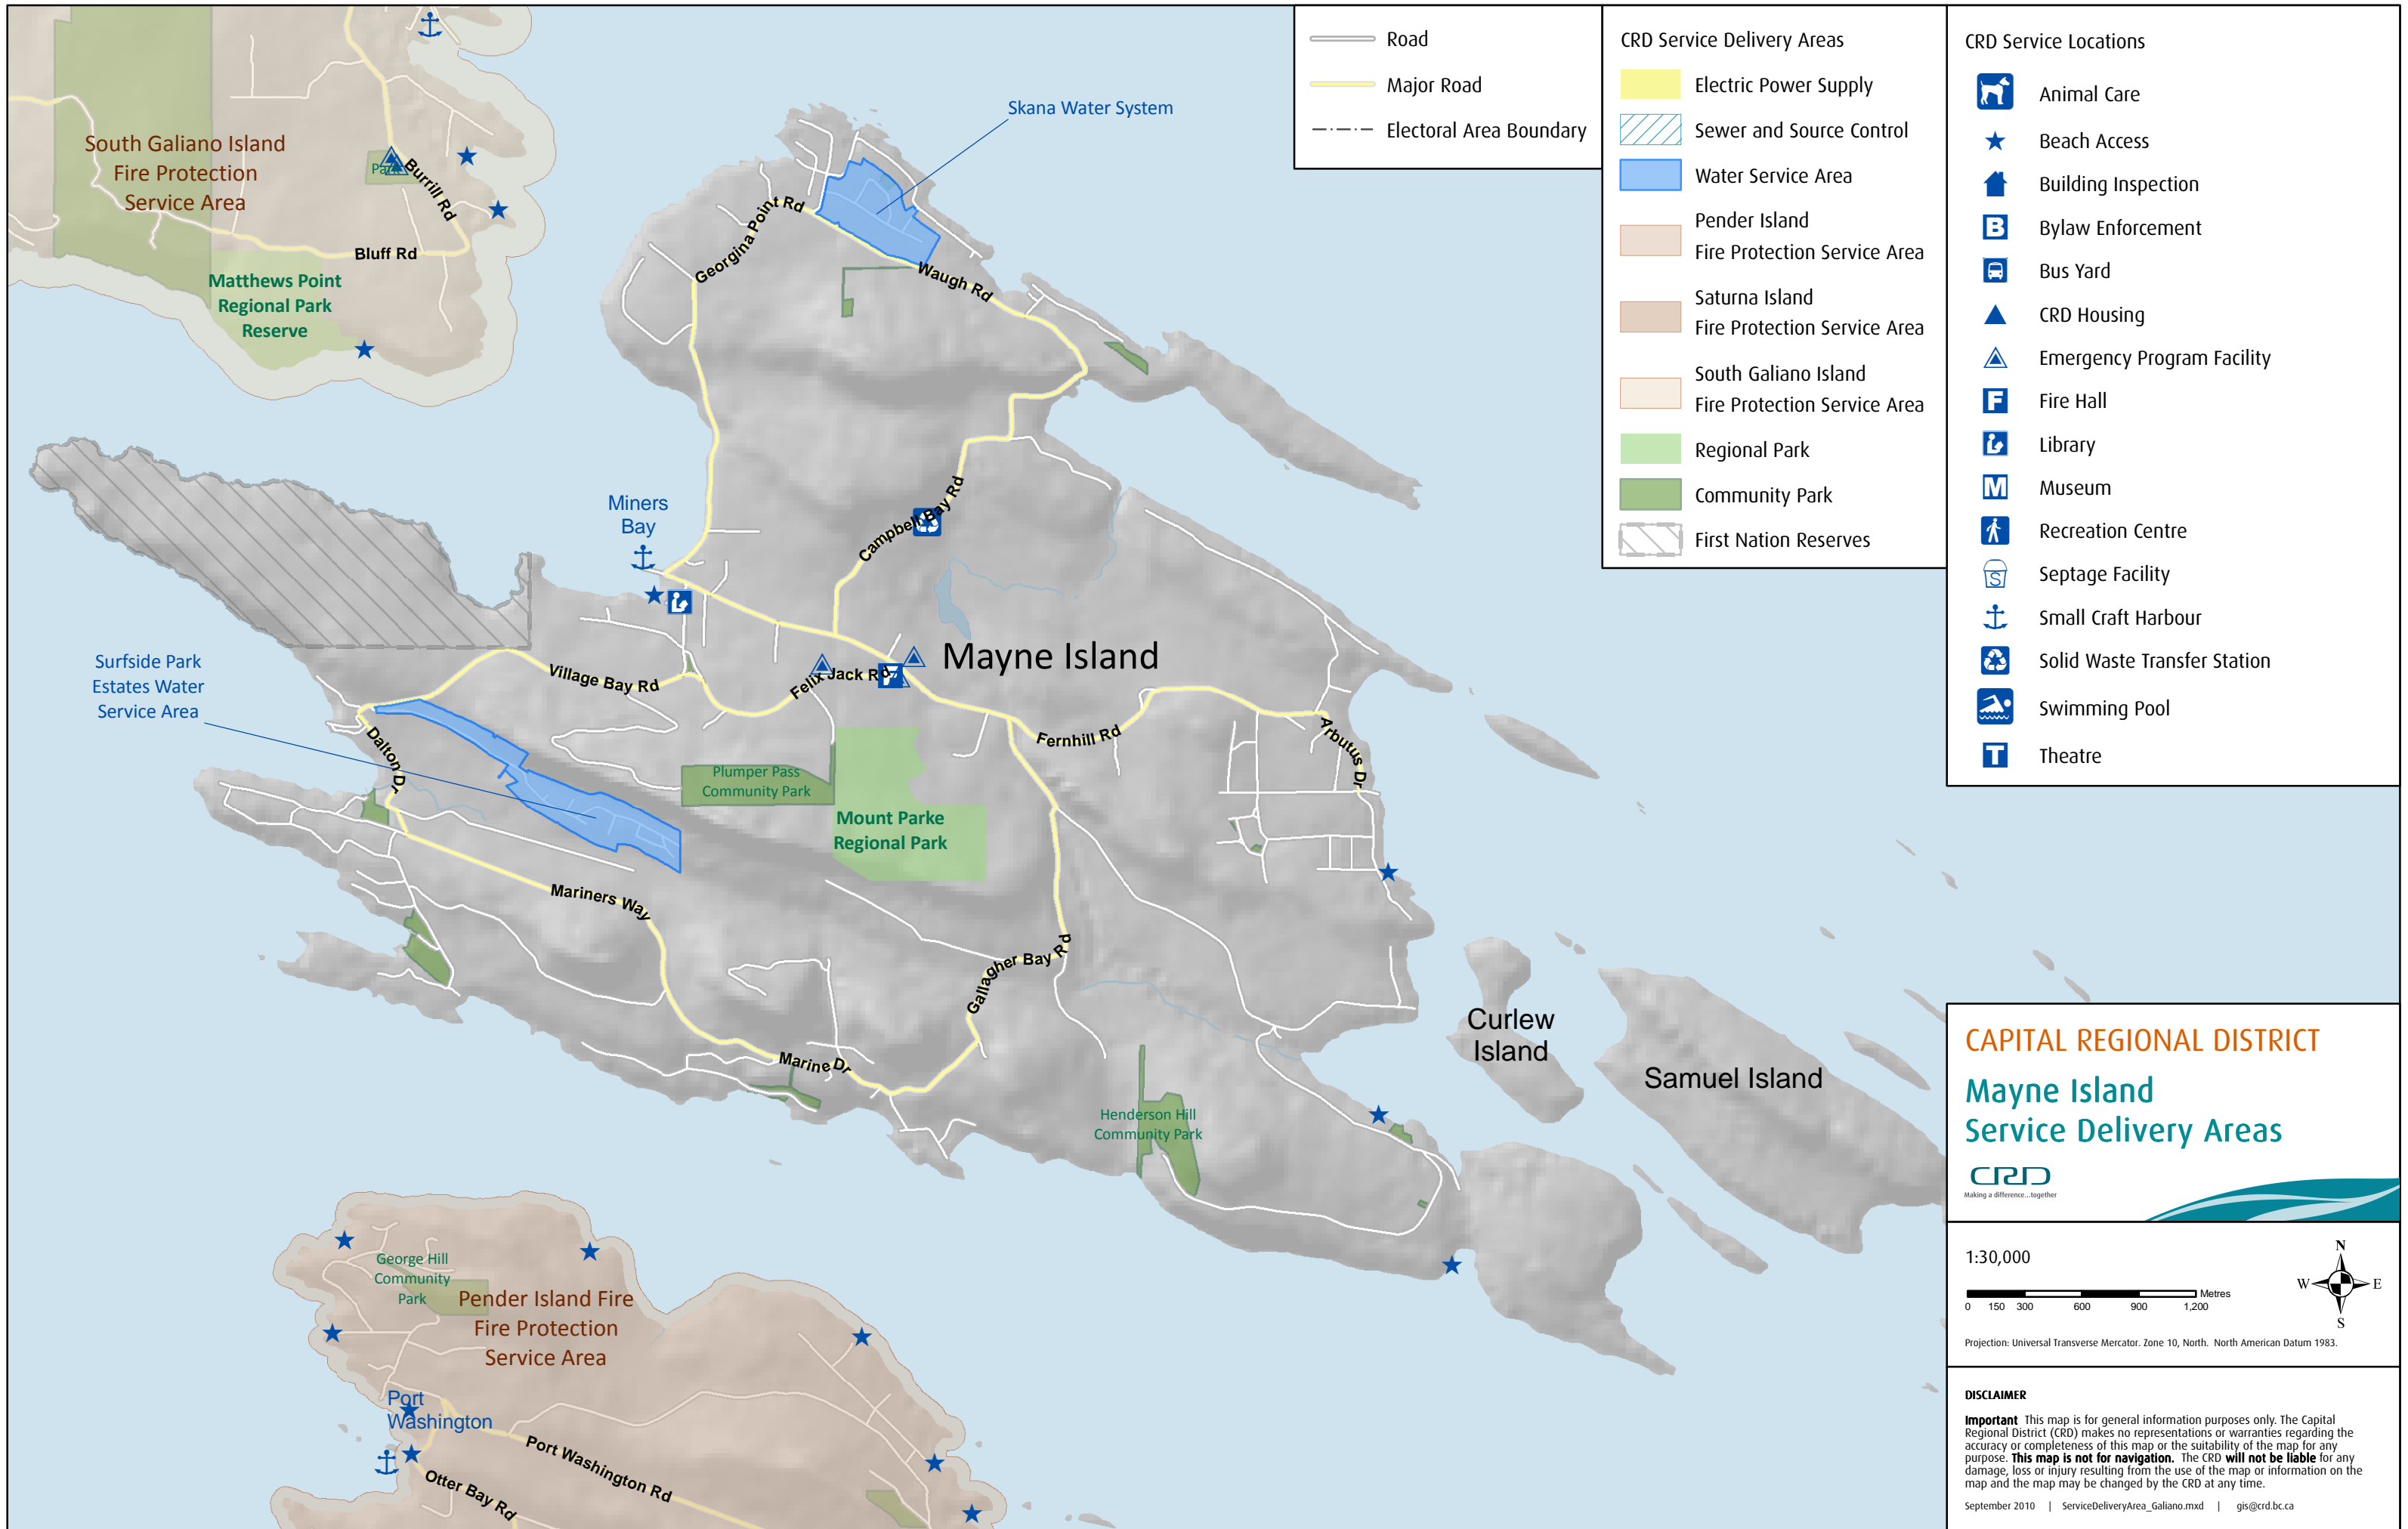 South Galiano Island
Fire Protection
Service Area
Park
Burrill Rd
Bluff Rd
Matthews Point
Regional Park
Reserve
Skana Water System
Georgina Point Rd
Waugh Rd
Miners
Bay
Campbell Bay Rd
Mayne Island
Surfside Park
Estates Water
Service Area
Village Bay Rd
Felix Jack Rd
Fernhill Rd
Arbutus Dr
Dalton Dr
Plumper Pass
Community Park
Mount Parke
Regional Park
Mariners Way
Gallagher Bay Rd
Marine Dr
Curlew
Island
Samuel Island
Henderson Hill
Community Park
George Hill
Community
Park
Pender Island Fire
Fire Protection
Service Area
Port
Washington
Port Washington Rd
Otter Bay Rd
Road
Major Road
Electoral Area Boundary
CRD Service Delivery Areas
Electric Power Supply
Sewer and Source Control
Water Service Area
Pender Island
Fire Protection Service Area
Saturna Island
Fire Protection Service Area
South Galiano Island
Fire Protection Service Area
Regional Park
Community Park
First Nation Reserves
CRD Service Locations
Animal Care
Beach Access
Building Inspection
B Bylaw Enforcement
Bus Yard
CRD Housing
Emergency Program Facility
F Fire Hall
Library
M Museum
Recreation Centre
S Septage Facility
Small Craft Harbour
Solid Waste Transfer Station
Swimming Pool
T Theatre
CAPITAL REGIONAL DISTRICT
Mayne Island
Service Delivery Areas
CRD
Making a difference...together
1:30,000
N
W E
S
Metres
0 150 300 600 900 1,200
Projection: Universal Transverse Mercator. Zone 10, North. North American Datum 1983.
DISCLAIMER
Important This map is for general information purposes only. The Capital
Regional District (CRD) makes no representations or warranties regarding the
accuracy or completeness of this map or the suitability of the map for any
purpose. This map is not for navigation. The CRD will not be liable for any
damage, loss or injury resulting from the use of the map or information on the
map and the map may be changed by the CRD at any time.
September 2010 | ServiceDeliveryArea_Galiano.mxd | gis@crd.bc.ca